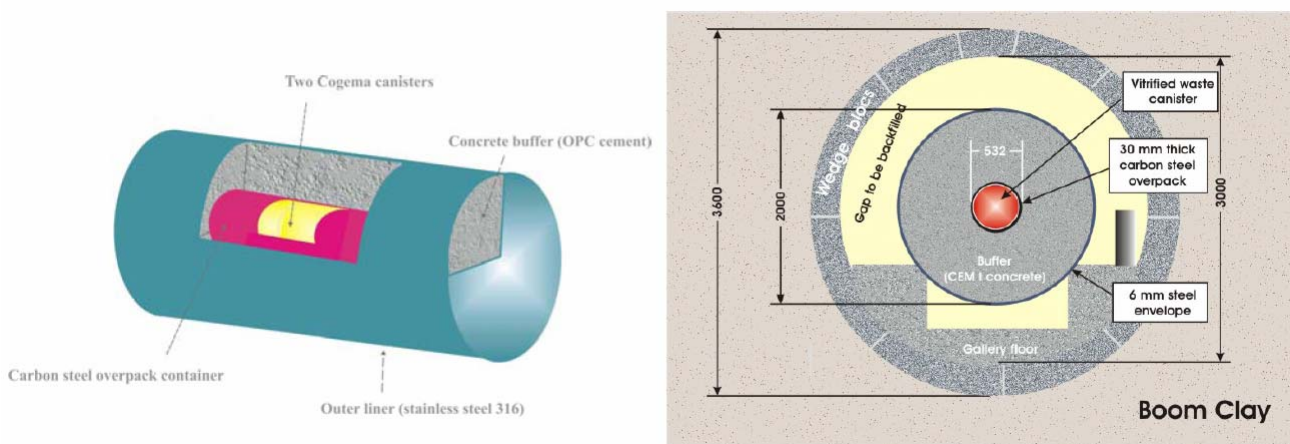 Two Cogema canisters
Concrete buffer (OPC cement)
Carbon steel overpack container
Outer liner (stainless steel 316)
3600
2000
Wedge blocs
Gap to be backfilled
532
Buffer
(CEM I concrete)
Gallery floor
Vitrified waste
canister
30 mm thick
carbon steel
overpack
3000
6 mm steel
envelope
Boom Clay